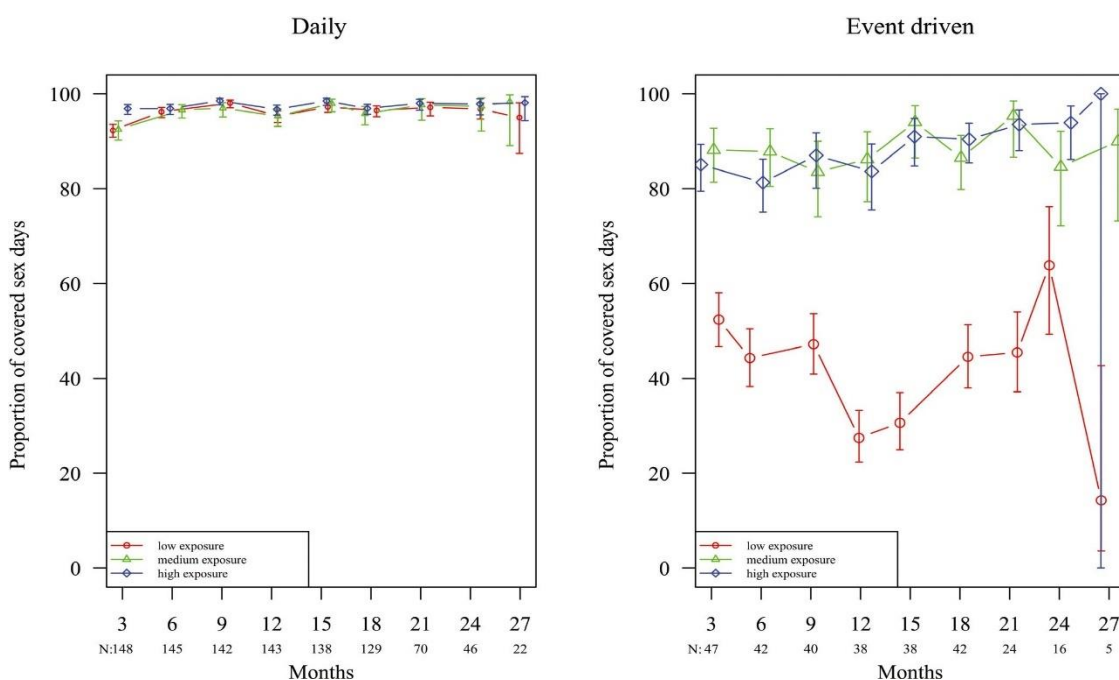 Daily
Proportion of covered sex days
100
80
60
40
20
0
low exposure
medium exposure
high exposure
3 6 9 12 15 18 21 24 27
N:148 145 142 143 138 129 70 46 22
Months
Event driven
Proportion of covered sex days
100
80
60
40
20
0
low exposure
medium exposure
high exposure
3 6 9 12 15 18 21 24 27
N: 47 42 40 38 38 42 24 16 5
Months